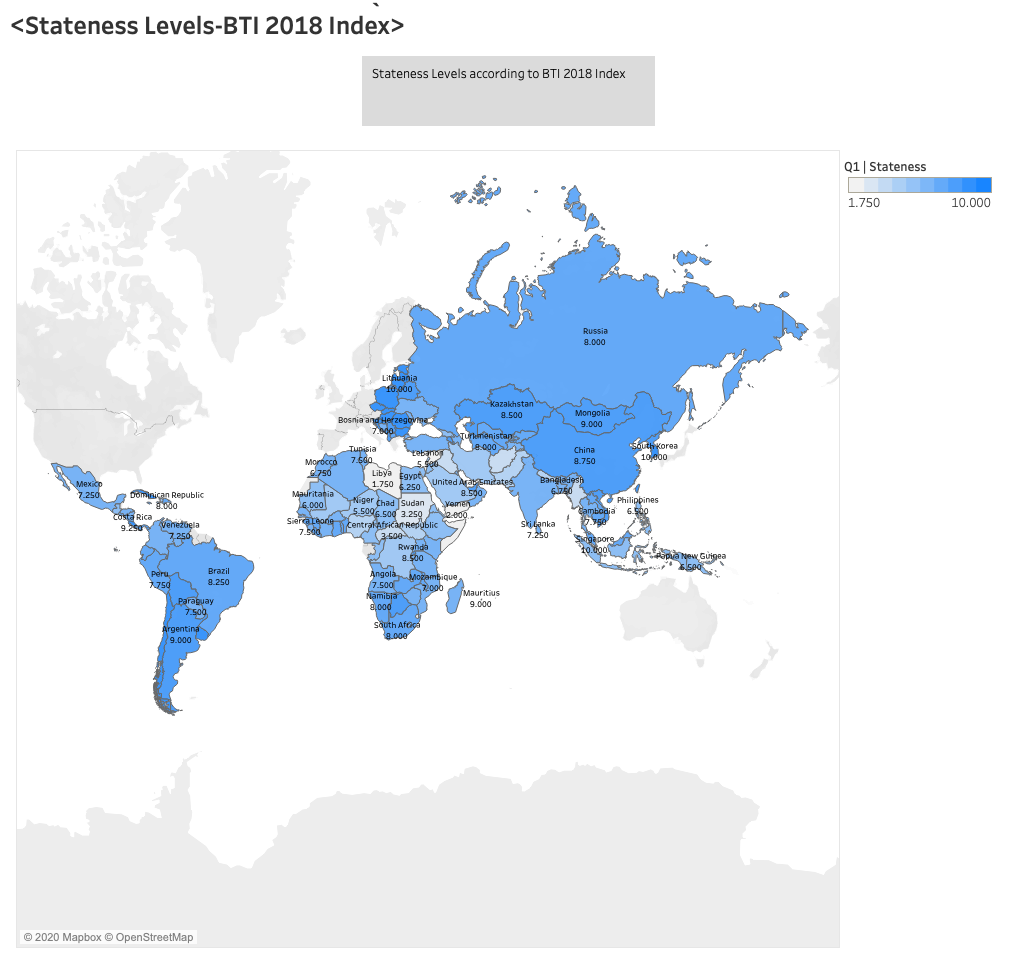 <Stateness Levels-BTI 2018 Index>
Stateness Levels according to BTI 2018 Index
Q1 | Stateness
1.750 10.000
Russia
8.000
Lithuania
10.000
Kazakhstan
8.500
Mongolia
9.000
Bosnia and Herzegovina
7.000
Turkmenistan
8.000
South Korea
10.000
China
8.750
Tunisia
7.500
Lebanon
5.500
Morocco
6.750
Libya
1.750
Egypt
6.250
United Arab Emirates
8.500
Bangladesh
6.750
Mexico
7.250
Dominican Republic
8.000
Mauritania
6.000
Niger
5.500
Chad
5.500
Sudan
3.250
Yemen
2.000
Philippines
6.500
Cambodia
7.750
Costa Rica
9.250
Venezuela
7.250
Sierra Leone
7.500
Central African Republic
3.500
Sri Lanka
7.250
Singapore
10.000
Rwanda
8.500
Papua New Guinea
6.500
Peru
7.750
Brazil
8.250
Angola
7.500
Mozambique
7.000
Mauritius
9.000
Paraguay
7.500
Namibia
8.000
Argentina
9.000
South Africa
8.000
© 2020 Mapbox © OpenStreetMap